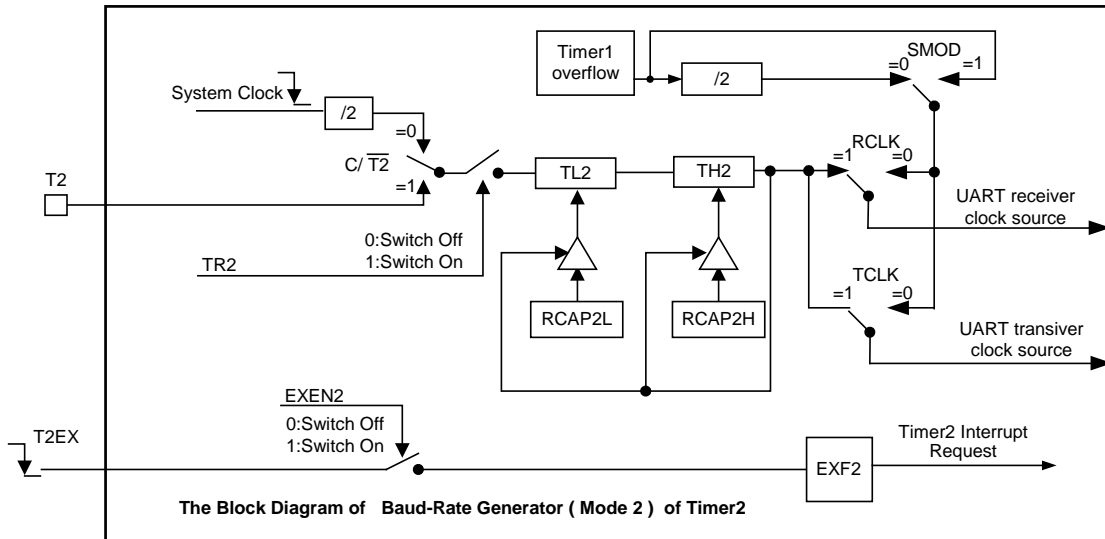 Timer1
overflow
/2
SMOD
=0
=1
System Clock
/2
=0
C/ T2
=1
T2
TL2
TH2
RCLK
=1
=0
UART receiver
clock source
0:Switch Off
1:Switch On
TR2
RCAP2L
RCAP2H
TCLK
=1
=0
UART transiver
clock source
EXEN2
0:Switch Off
1:Switch On
T2EX
EXF2
Timer2 Interrupt
Request
The Block Diagram of Baud-Rate Generator ( Mode 2 ) of Timer2